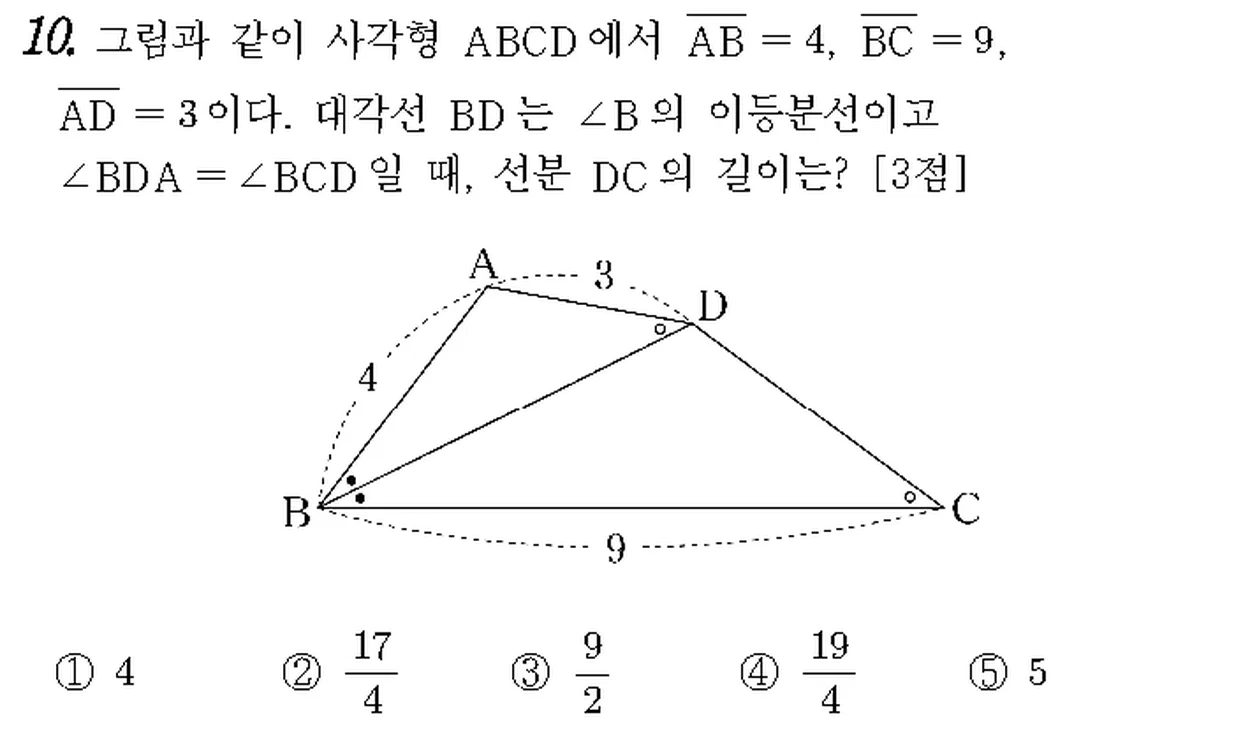 10. 그림과 같이 사각형 ABCD에서 AB = 4, BC = 9,
AD = 3이다. 대각선 BD는 ∠B의 이등분선이고
∠BDA = ∠BCD일 때, 선분 DC의 길이는? [3점]
A
3
D
4
B
C
9
① 4 ② 17/4 ③ 9/2 ④ 19/4 ⑤ 5